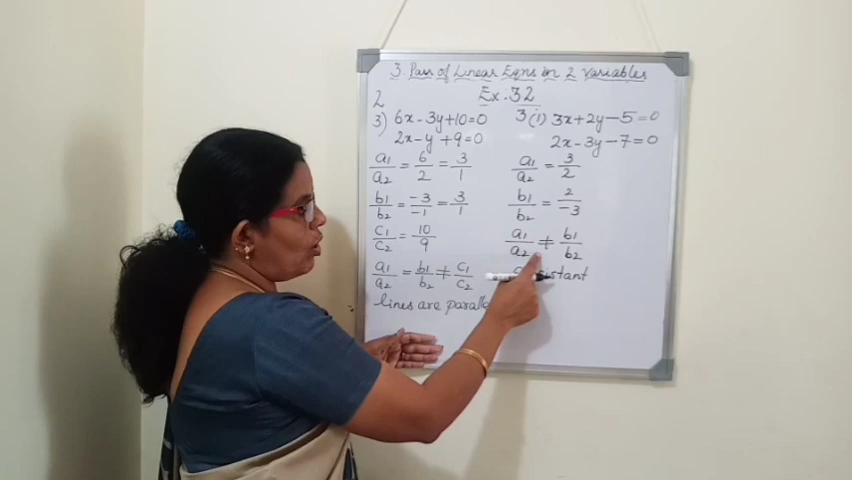 3. Pair of Linear Eqns in 2 Variables
Ex. 3.2
2
3) 6x - 3y + 10 = 0
2x - y + 9 = 0
a1/a2 = 6/2 = 3/1
b1/b2 = -3/-1 = 3/1
c1/c2 = 10/9
a1/a2 = b1/b2 ≠ c1/c2
lines are
3(i) 3x + 2y - 5 = 0
2x - 3y - 7 = 0
a1/a2 = 3/2
b1/b2 = 2/-3
a1/a2 ≠ b1/b2